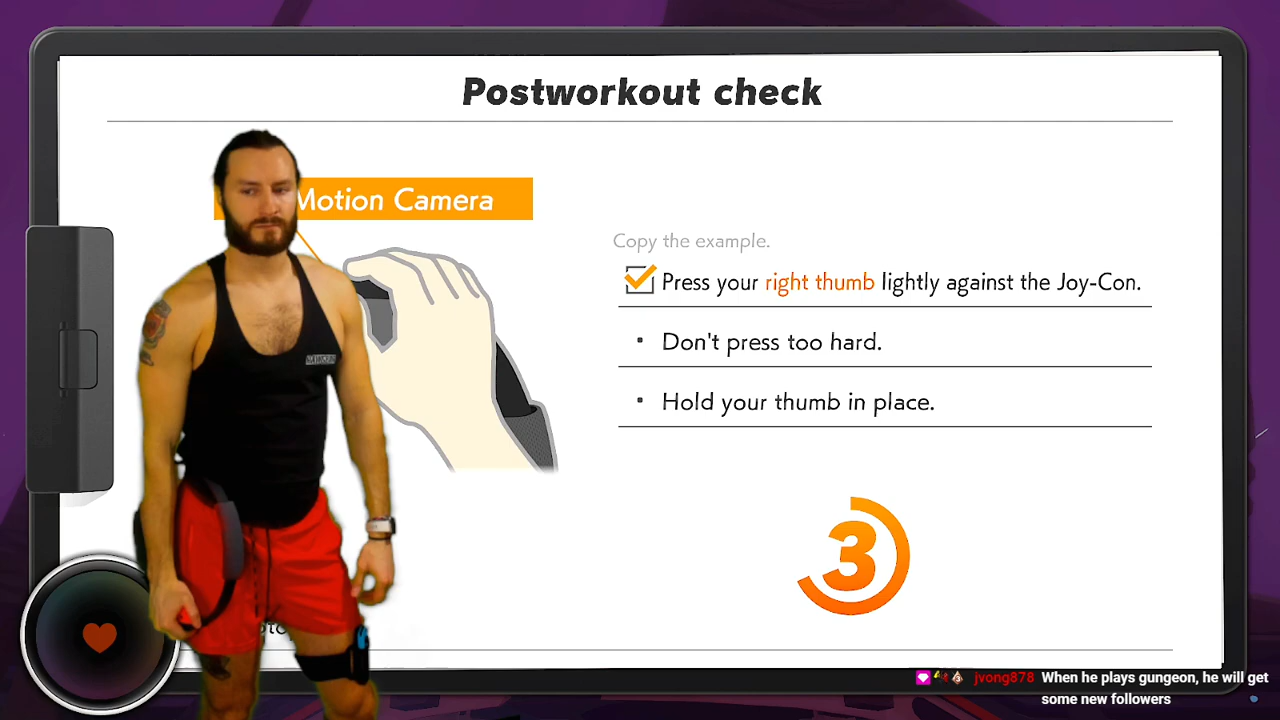 Postworkout check
Motion Camera
Copy the example.
Press your right thumb lightly against the Joy-Con.
Don't press too hard.
Hold your thumb in place.
3
jvong878 When he plays gungeon, he will get
some new followers